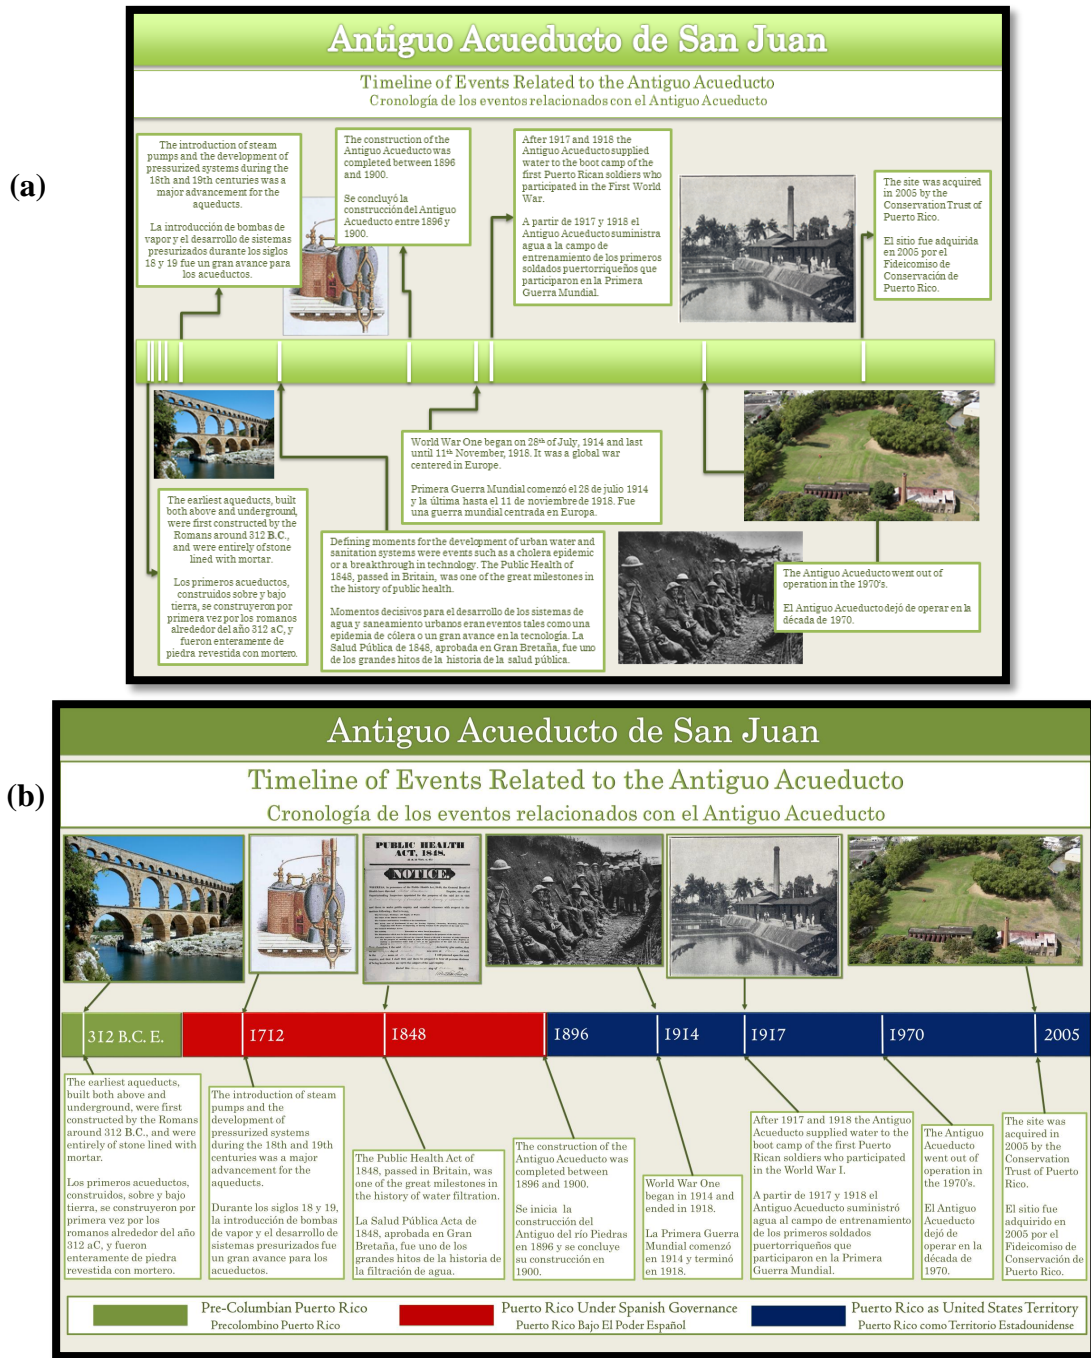 (a)
Antiguo Acueducto de San Juan
Timeline of Events Related to the Antiguo Acueducto
Cronología de los eventos relacionados con el Antiguo Acueducto
The introduction of steam
pumps and the development of
pressurized systems during the
18th and 19th centuries was a
major advancement for the
aqueducts.
La introducción de bombas de
vapor y el desarrollo de sistemas
presurizados durante los siglos
18 y 19 fue un gran avance para
los acueductos.
The construction of the
Antiguo Acueducto was
completed between 1896
and 1900.
Se concluyó la
construcción del Antiguo
Acueducto entre 1896 y
1900.
After 1917 and 1918 the
Antiguo Acueducto supplied
water to the boot camp of the
first Puerto Rican soldiers who
participated in the First World
War.
A partir de 1917 y 1918 el
Antiguo Acueducto suministra
agua a la campo de
entrenamiento de los primeros
soldados puertorriqueños que
participaron en la Primera
Guerra Mundial.
The site was acquired
in 2005 by the
Conservation Trust of
Puerto Rico.
El sitio fue adquirida
en 2005 por el
Fideicomiso de
Conservación de
Puerto Rico.
The earliest aqueducts, built
both above and underground,
were first constructed by the
Romans around 312 B.C.,
and were entirely of stone
lined with mortar.
Los primeros acueductos,
construidos sobre y bajo
tierra, se construyeron por
primera vez por los romanos
alrededor del año 312 aC, y
fueron enteramente de
piedra revestida con mortero.
World War One began on 28th of July, 1914 and last
until 11th November, 1918. It was a global war
centered in Europe.
Primera Guerra Mundial comenzó el 28 de julio 1914
y la última hasta el 11 de noviembre de 1918. Fue
una guerra mundial centrada en Europa.
Defining moments for the development of urban water and
sanitation systems were events such as a cholera epidemic
or a breakthrough in technology. The Public Health of
1848, passed in Britain, was one of the great milestones in
the history of public health.
Momentos decisivos para el desarrollo de los sistemas de
agua y saneamiento urbanos eran eventos tales como una
epidemia de cólera o un gran avance en la tecnología. La
Salud Pública de 1848, aprobada en Gran Bretaña, fue uno
de los grandes hitos de la historia de la salud pública.
The Antiguo Acueducto went out of
operation in the 1970's.
El Antiguo Acueducto dejó de operar en la
década de 1970.
(b)
Antiguo Acueducto de San Juan
Timeline of Events Related to the Antiguo Acueducto
Cronología de los eventos relacionados con el Antiguo Acueducto
PUBLIC HEALTH
ACT, 1848.
NOTICE
312 B.C. E.
1712
1848
1896
1914
1917
1970
2005
The earliest aqueducts,
built both above and
underground, were first
constructed by the Romans
around 312 B.C., and were
entirely of stone lined with
mortar.
Los primeros acueductos,
construidos, sobre y bajo
tierra, se construyeron por
primera vez por los
romanos alrededor del año
312 aC, y fueron
enteramente de piedra
revestida con mortero.
The introduction of steam
pumps and the
development of
pressurized systems
during the 18th and 19th
centuries was a major
advancement for the
aqueducts.
Durante los siglos 18 y 19,
la introducción de bombas
de vapor y el desarrollo de
sistemas presurizados fue
un gran avance para los
acueductos.
The Public Health Act of
1848, passed in Britain, was
one of the great milestones in
the history of water filtration.
La Salud Pública Acta de
1848, aprobada en Gran
Bretaña, fue uno de los
grandes hitos de la historia de
la filtración de agua.
The construction of the
Antiguo Acueducto was
completed between
1896 and 1900.
Se inicia la
construcción del
Antiguo del río Piedras
en 1896 y se concluye
su construcción en
1900.
World War One
began in 1914 and
ended in 1918.
La Primera Guerra
Mundial comenzó
en 1914 y terminó
en 1918.
After 1917 and 1918 the Antiguo
Acueducto supplied water to the
boot camp of the first Puerto
Rican soldiers who participated
in the World War I.
A partir de 1917 y 1918 el
Antiguo Acueducto suministró
agua al campo de entrenamiento
de los primeros soldados
puertorriqueños que
participaron en la Primera
Guerra Mundial.
The Antiguo
Acueducto
went out of
operation in
the 1970's.
El Antiguo
Acueducto
dejó de
operar en la
década de
1970.
The site was
acquired in
2005 by the
Conservation
Trust of Puerto
Rico.
El sitio fue
adquirido en
2005 por el
Fideicomiso de
Conservación de
Puerto Rico.
Pre-Columbian Puerto Rico
Precolombino Puerto Rico
Puerto Rico Under Spanish Governance
Puerto Rico Bajo El Poder Español
Puerto Rico as United States Territory
Puerto Rico como Territorio Estadounidense